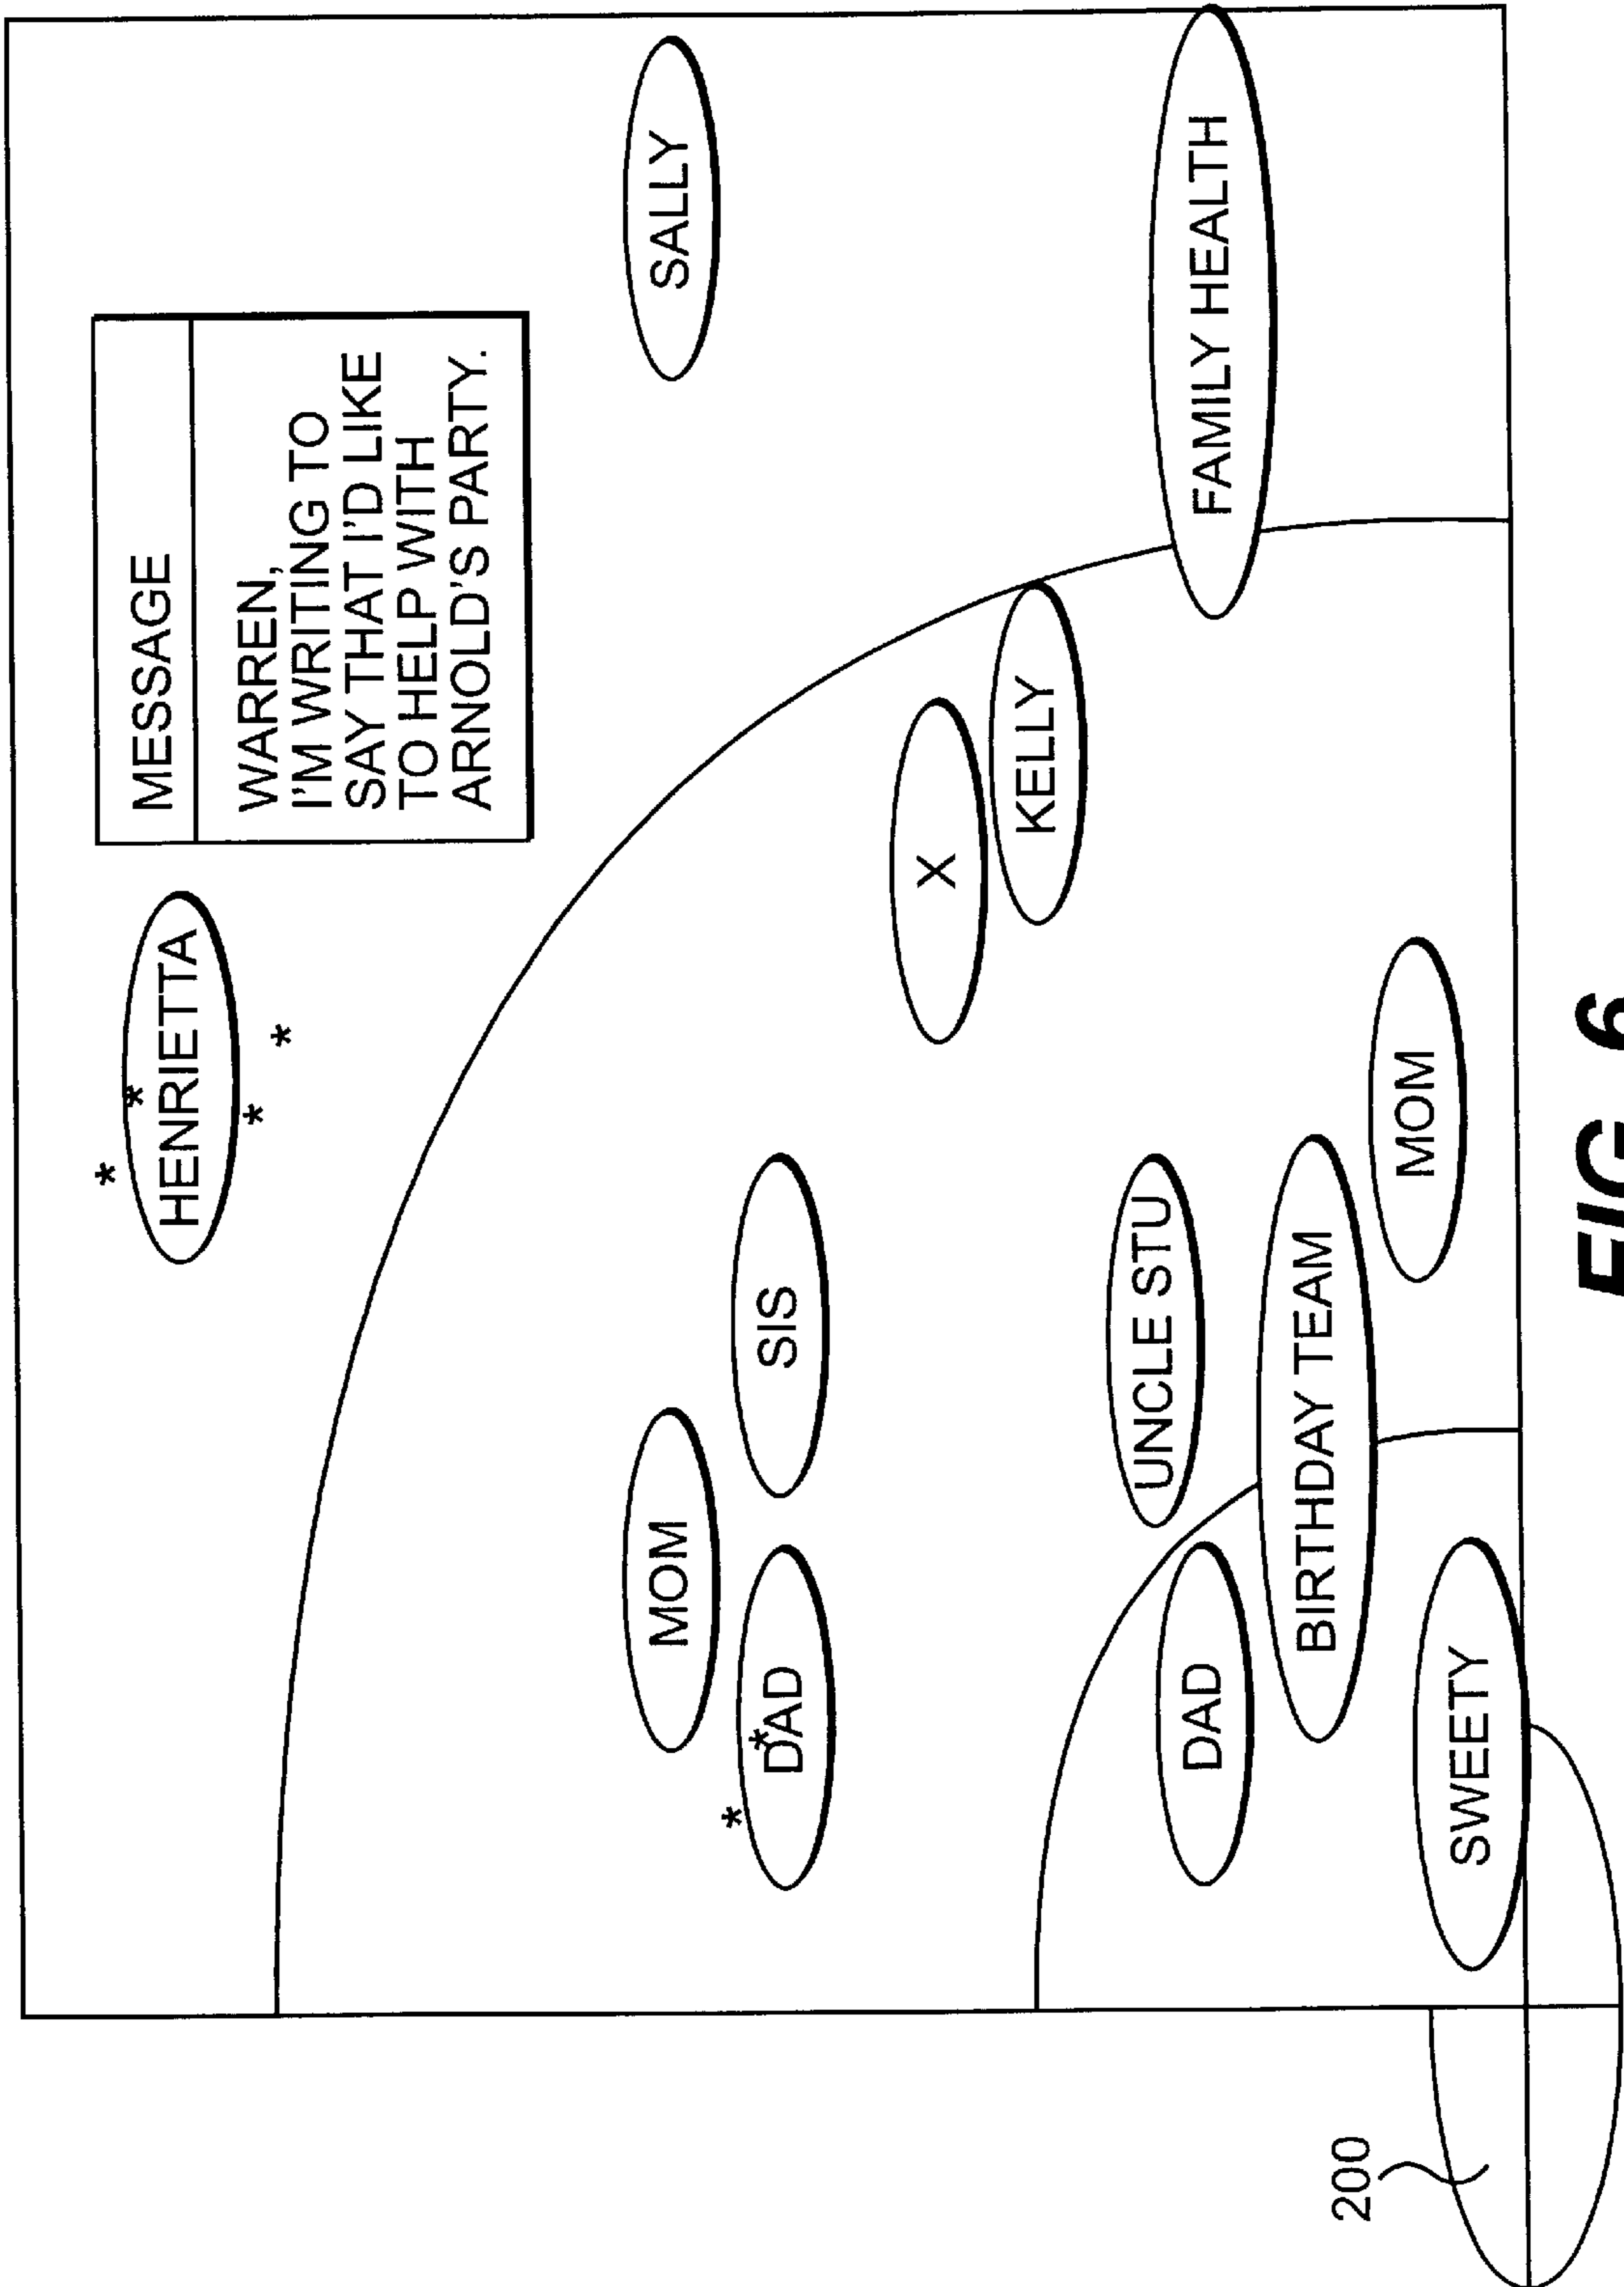 HENRIETTA
*
*
*
*
MESSAGE
WARREN,
I'M WRITING TO
SAY THAT I'D LIKE
TO HELP WITH
ARNOLD'S PARTY.
MOM
SALLY
DAD
*
*
SIS
X
KELLY
UNCLE STU
DAD
FAMILY HEALTH
BIRTHDAY TEAM
MOM
SWEETY
200
FIG. 6